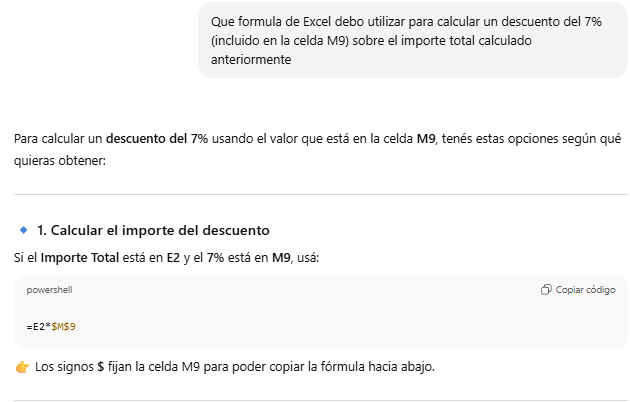 Que formula de Excel debo utilizar para calcular un descuento del 7%
(incluido en la celda M9) sobre el importe total calculado
anteriormente
Para calcular un descuento del 7% usando el valor que está en la celda M9, tenés estas opciones según qué
quieras obtener:
1. Calcular el importe del descuento
Si el Importe Total está en E2 y el 7% está en M9, usá:
powershell
Copiar código
=E2*$M$9
👉 Los signos $ fijan la celda M9 para poder copiar la fórmula hacia abajo.